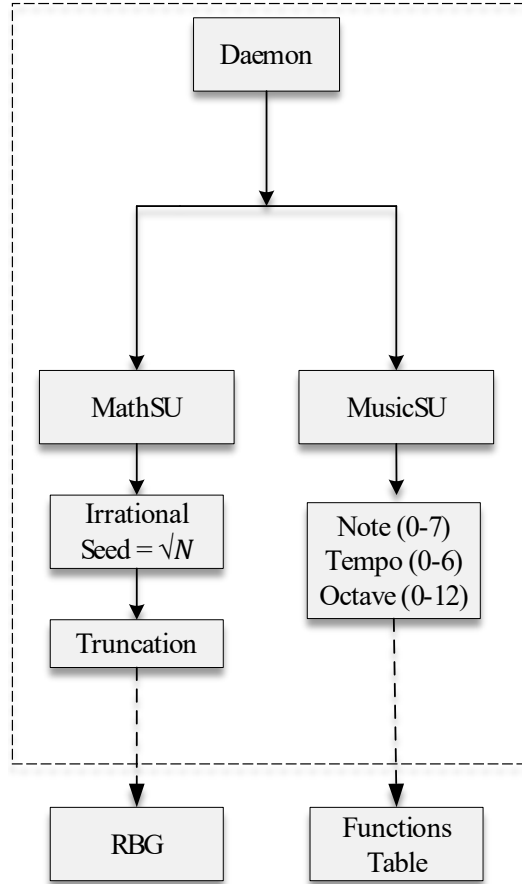 Daemon
MathSU
MusicSU
Irrational
Seed = √N
Note (0-7)
Tempo (0-6)
Octave (0-12)
Truncation
RBG
Functions
Table